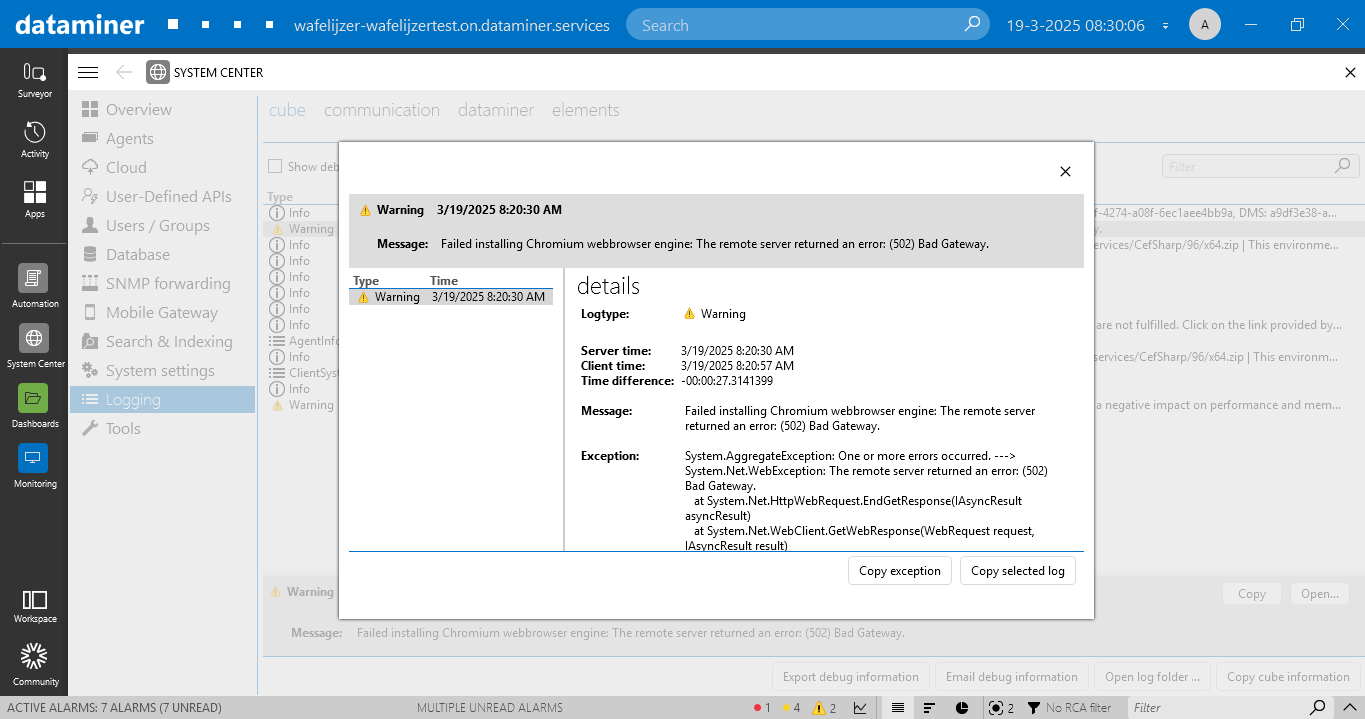 dataminer
wafelijzer-wafelijzertest.on.dataminer.services
Search
19-3-2025 08:30:06
A
Surveyor
Activity
Apps
Automation
System Center
Dashboards
Monitoring
Workspace
Community
SYSTEM CENTER
Overview
Agents
Cloud
User-Defined APIs
Users / Groups
Database
SNMP forwarding
Mobile Gateway
Search & Indexing
System settings
Logging
Tools
cube communication dataminer elements
Show deb
Filter
Type
Info
f-4274-a08f-6ec1aee4bb9a, DMS: a9df3e38-a...
Warning
y.
Info
ervices/CefSharp/96/x64.zip | This environme...
Info
Info
Info
Info
Info
are not fulfilled. Click on the link provided by...
AgentInfo
Info
services/CefSharp/96/x64.zip | This environm...
ClientSyst
Info
Warning
a negative impact on performance and mem...
Warning 3/19/2025 8:20:30 AM
Message: Failed installing Chromium webbrowser engine: The remote server returned an error: (502) Bad Gateway.
Type Time
Warning 3/19/2025 8:20:30 AM
details
Logtype: Warning
Server time: 3/19/2025 8:20:30 AM
Client time: 3/19/2025 8:20:57 AM
Time difference: -00:00:27.3141399
Message: Failed installing Chromium webbrowser engine: The remote server
returned an error: (502) Bad Gateway.
Exception: System.AggregateException: One or more errors occurred. --->
System.Net.WebException: The remote server returned an error: (502)
Bad Gateway.
at System.Net.HttpWebRequest.EndGetResponse(IAsyncResult
asyncResult)
at System.Net.WebClient.GetWebResponse(WebRequest request,
IAsyncResult result)
Copy exception Copy selected log
Warning
Copy Open...
Message: Failed installing Chromium webbrowser engine: The remote server returned an error: (502) Bad Gateway.
Export debug information Email debug information Open log folder ... Copy cube information
ACTIVE ALARMS: 7 ALARMS (7 UNREAD) MULTIPLE UNREAD ALARMS 1 4 2 2 No RCA filter Filter